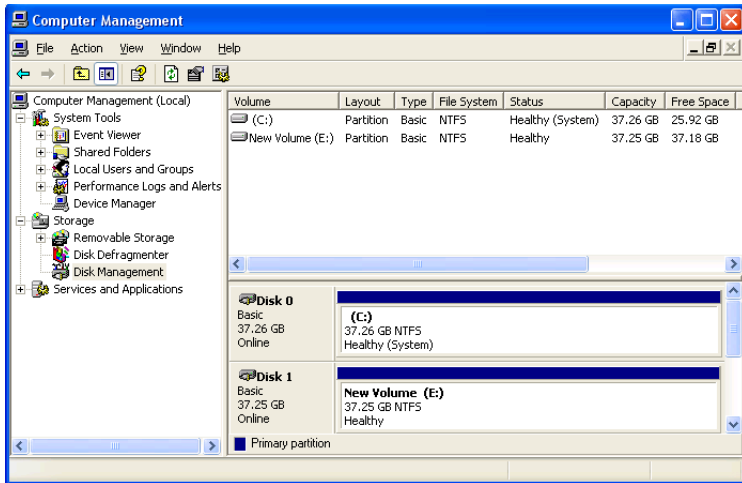 Computer Management
File Action View Window Help
Computer Management (Local)
System Tools
Event Viewer
Shared Folders
Local Users and Groups
Performance Logs and Alerts
Device Manager
Storage
Removable Storage
Disk Defragmenter
Disk Management
Services and Applications
Volume Layout Type File System Status Capacity Free Space
(C:) Partition Basic NTFS Healthy (System) 37.26 GB 25.92 GB
New Volume (E:) Partition Basic NTFS Healthy 37.25 GB 37.18 GB
Disk 0
Basic
37.26 GB
Online
(C:)
37.26 GB NTFS
Healthy (System)
Disk 1
Basic
37.25 GB
Online
New Volume (E:)
37.25 GB NTFS
Healthy
Primary partition